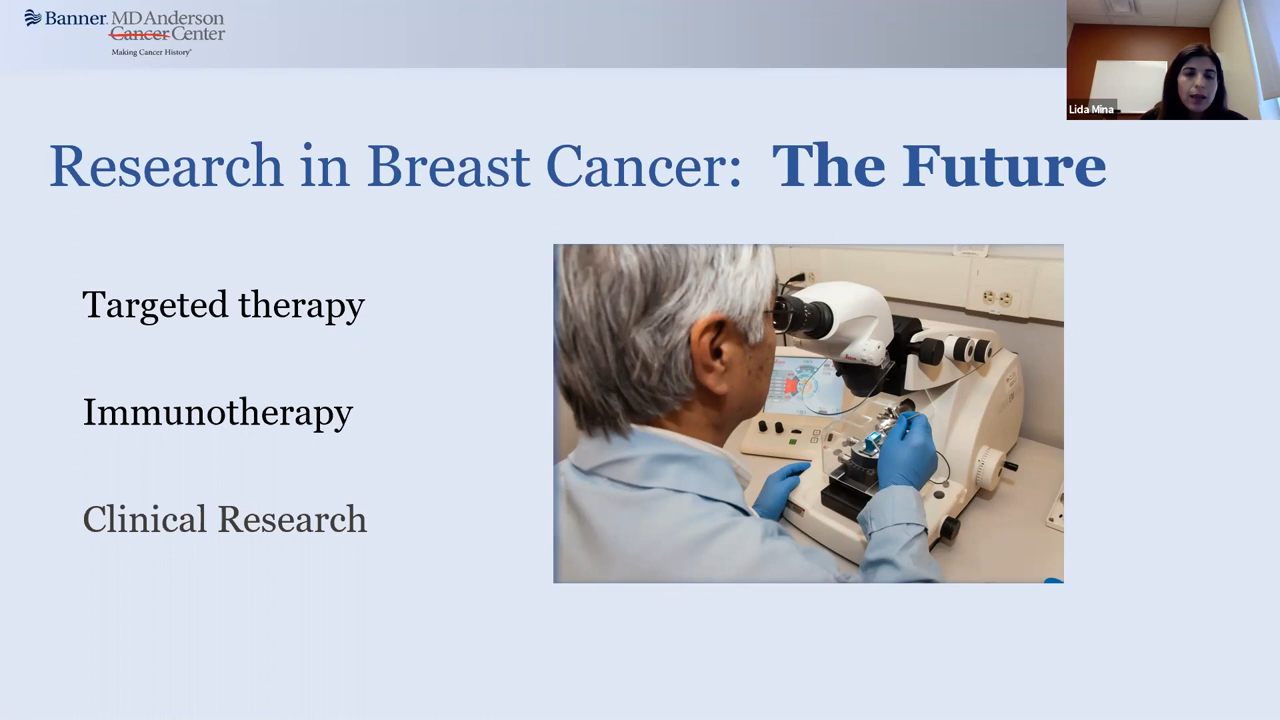 Banner MD Anderson
Cancer Center
Making Cancer History®
Lida Mina
Research in Breast Cancer: The Future
Targeted therapy
Immunotherapy
Clinical Research